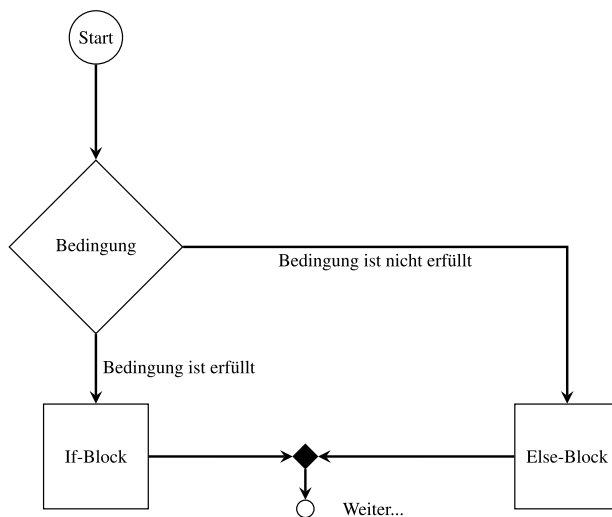 Start
Bedingung
Bedingung ist nicht erfüllt
Bedingung ist erfüllt
If-Block
Else-Block
Weiter...